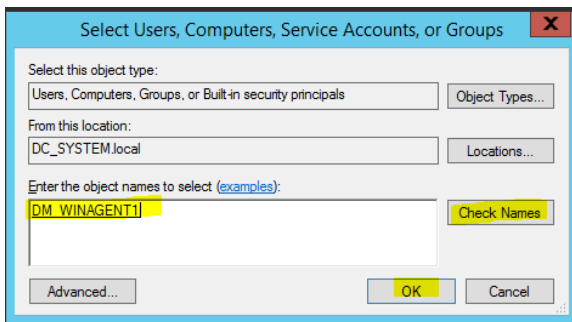 Select Users, Computers, Service Accounts, or Groups
X
Select this object type:
Users, Computers, Groups, or Built-in security principals
Object Types...
From this location:
DC_SYSTEM.local
Locations...
Enter the object names to select (examples):
DM_WINAGENT1
Check Names
Advanced...
OK
Cancel